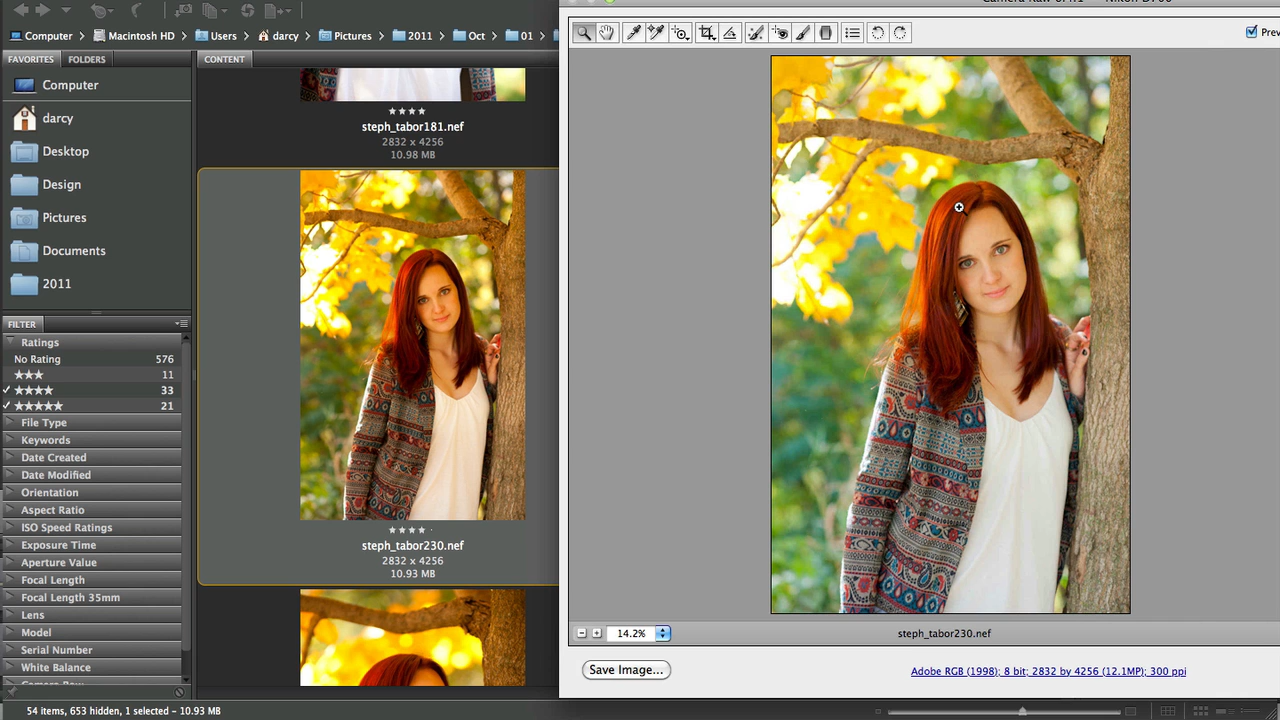 Computer > Macintosh HD > Users > darcy > Pictures > 2011 > Oct > 01 >
FAVORITES FOLDERS
Computer
darcy
Desktop
Design
Pictures
Documents
2011
FILTER
Ratings
No Rating 576
★★★ 11
✓ ★★★★ 33
✓ ★★★★★ 21
File Type
Keywords
Date Created
Date Modified
Orientation
Aspect Ratio
ISO Speed Ratings
Exposure Time
Aperture Value
Focal Length
Focal Length 35mm
Lens
Model
Serial Number
White Balance
CONTENT
★★★★
steph_tabor181.nef
2832 x 4256
10.98 MB
★★★★ ·
steph_tabor230.nef
2832 x 4256
10.93 MB
54 items, 653 hidden, 1 selected - 10.93 MB
14.2%
steph_tabor230.nef
Save Image...
Adobe RGB (1998); 8 bit; 2832 by 4256 (12.1MP); 300 ppi